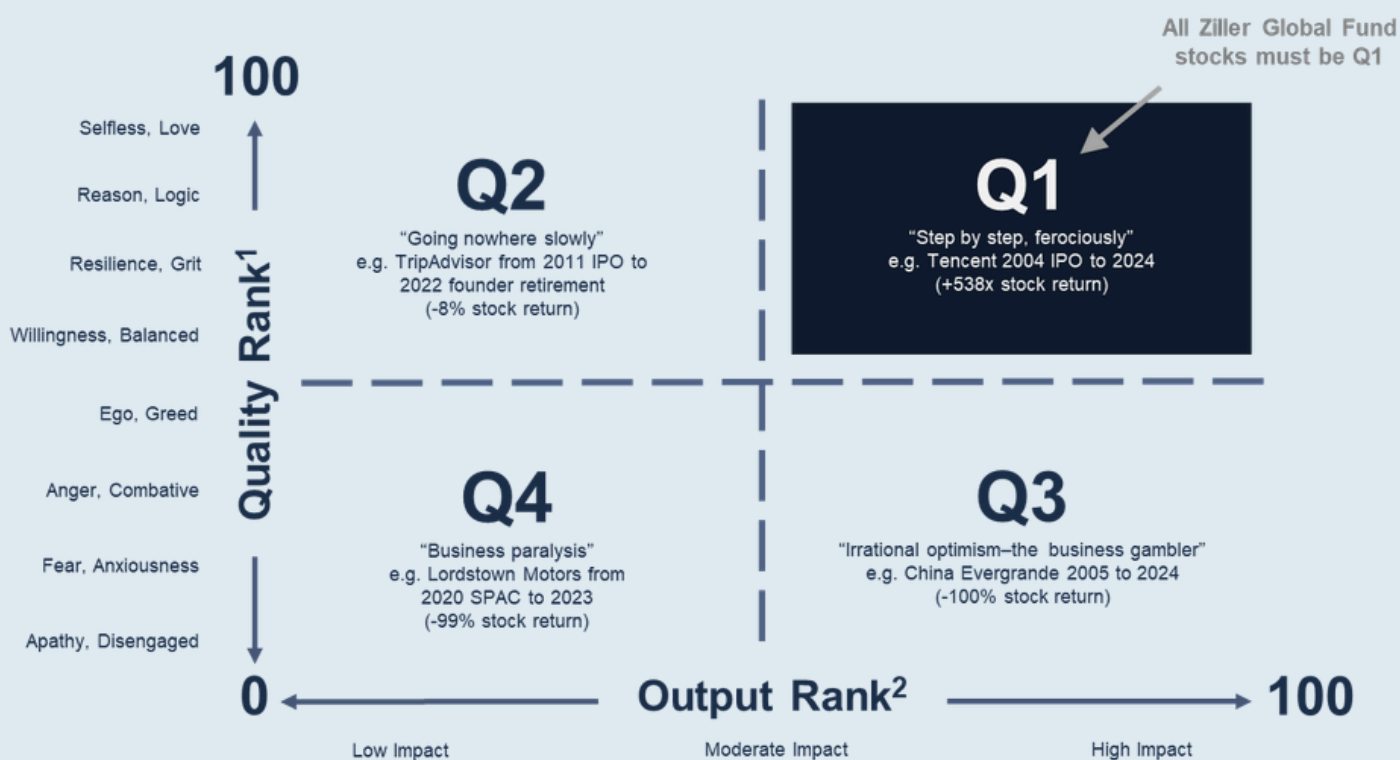 All Ziller Global Fund
stocks must be Q1
100
Selfless, Love
Reason, Logic
Resilience, Grit
Willingness, Balanced
Ego, Greed
Anger, Combative
Fear, Anxiousness
Apathy, Disengaged
Quality Rank¹
Q2
“Going nowhere slowly”
e.g. TripAdvisor from 2011 IPO to
2022 founder retirement
(-8% stock return)
Q1
“Step by step, ferociously”
e.g. Tencent 2004 IPO to 2024
(+538x stock return)
Q4
“Business paralysis”
e.g. Lordstown Motors from
2020 SPAC to 2023
(-99% stock return)
Q3
“Irrational optimism–the business gambler”
e.g. China Evergrande 2005 to 2024
(-100% stock return)
0
Output Rank²
100
Low Impact
Moderate Impact
High Impact